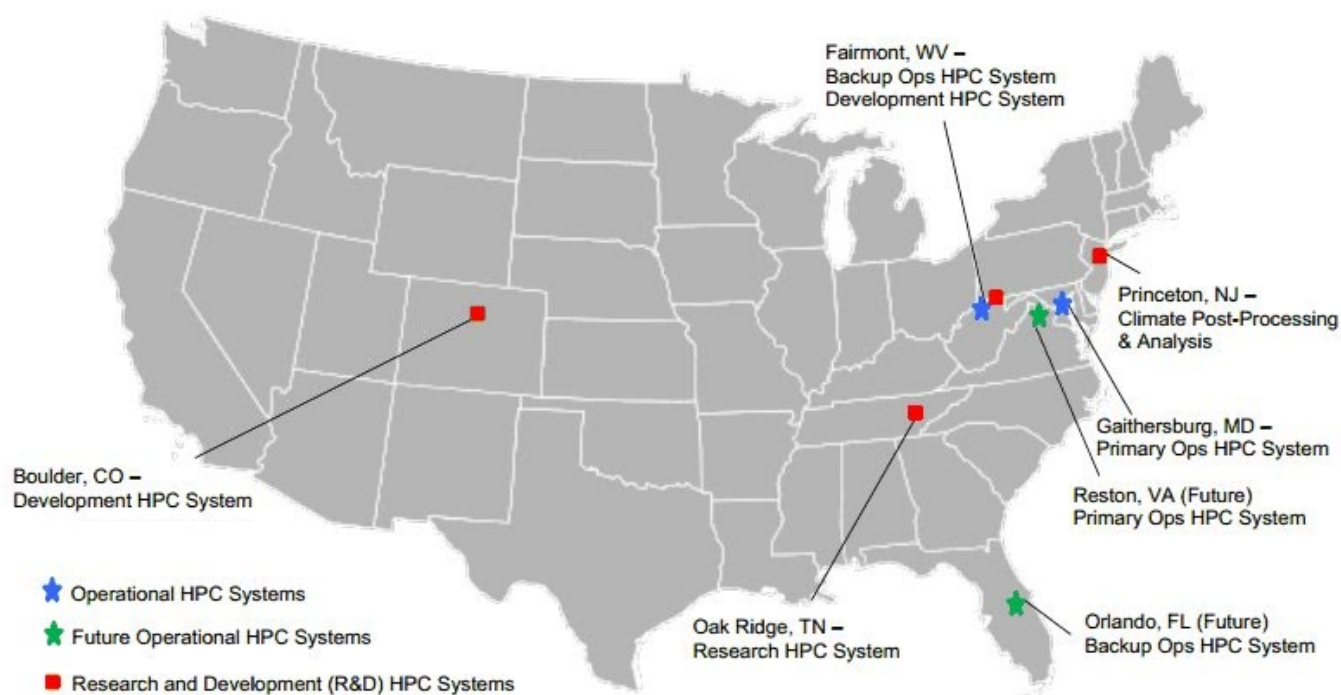 Fairmont, WV –
Backup Ops HPC System
Development HPC System
Princeton, NJ –
Climate Post-Processing
& Analysis
Gaithersburg, MD –
Primary Ops HPC System
Reston, VA (Future)
Primary Ops HPC System
Boulder, CO –
Development HPC System
Oak Ridge, TN –
Research HPC System
Orlando, FL (Future)
Backup Ops HPC System
Operational HPC Systems
Future Operational HPC Systems
Research and Development (R&D) HPC Systems